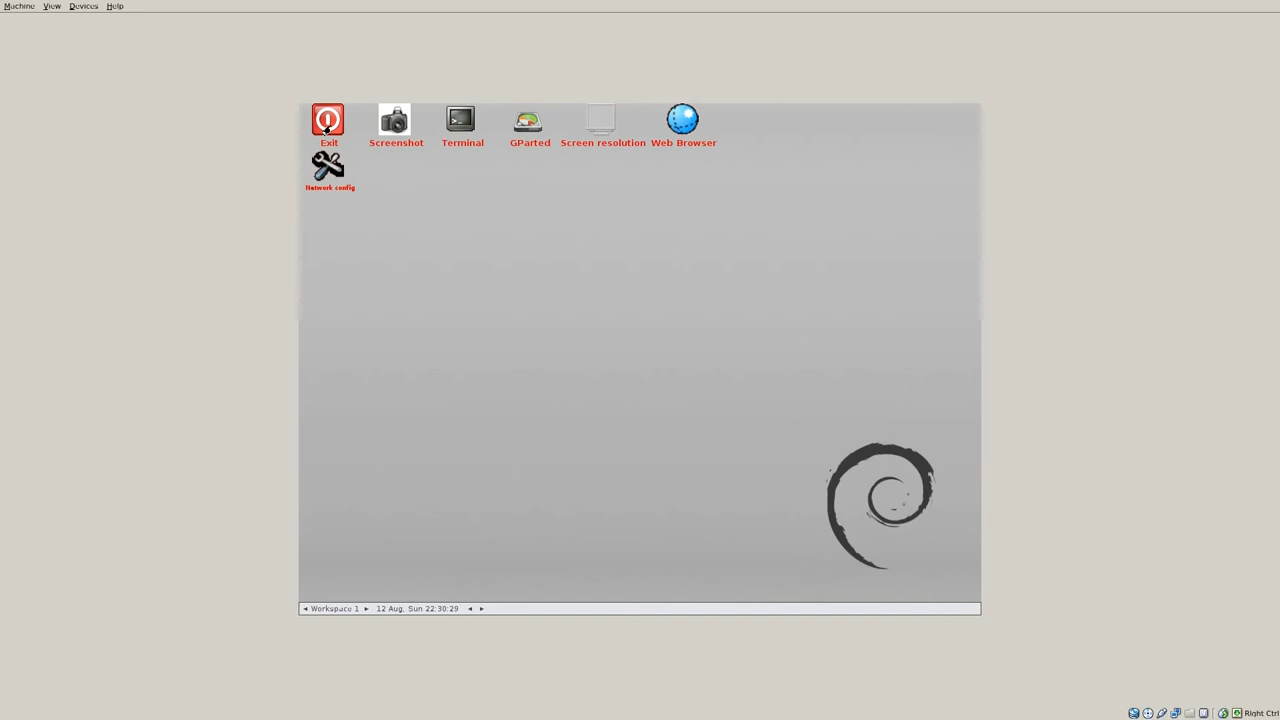 Machine View Devices Help
Exit Screenshot Terminal GParted Screen resolution Web Browser
Network config
Workspace 1 12 Aug, Sun 22:30:29
Right Ctrl